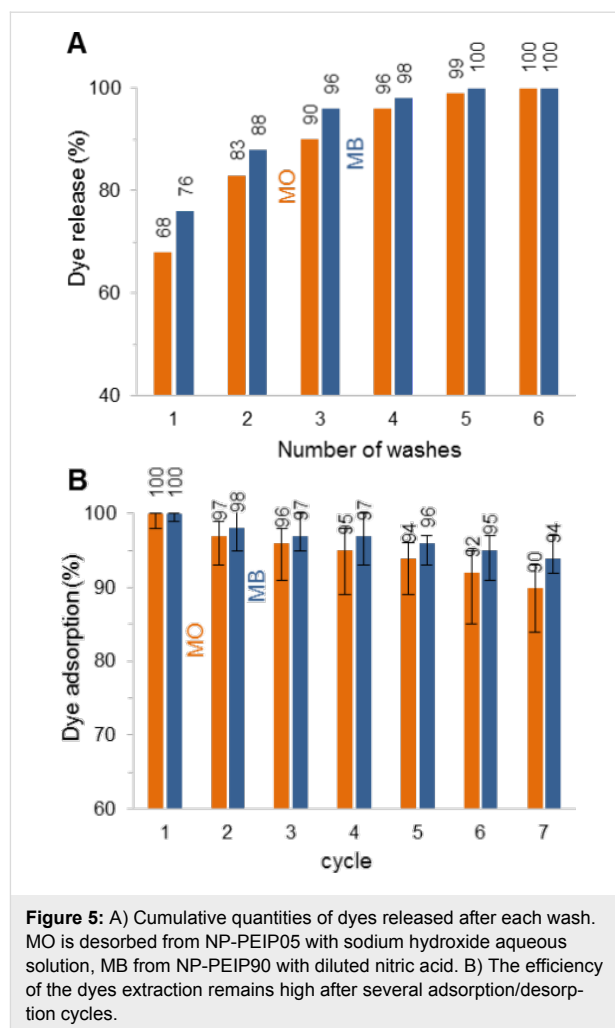 A
Dye release (%)
100
80
60
40
68
76
83
88
90
96
96
98
99
100
100
100
MO
MB
1 2 3 4 5 6
Number of washes
B
Dye adsorption (%)
100
90
80
70
60
100
100
97
98
96
97
95
97
94
96
92
95
90
94
MO
MB
1 2 3 4 5 6 7
cycle
Figure 5: A) Cumulative quantities of dyes released after each wash.
MO is desorbed from NP-PEIP05 with sodium hydroxide aqueous
solution, MB from NP-PEIP90 with diluted nitric acid. B) The efficiency
of the dyes extraction remains high after several adsorption/desorp-
tion cycles.